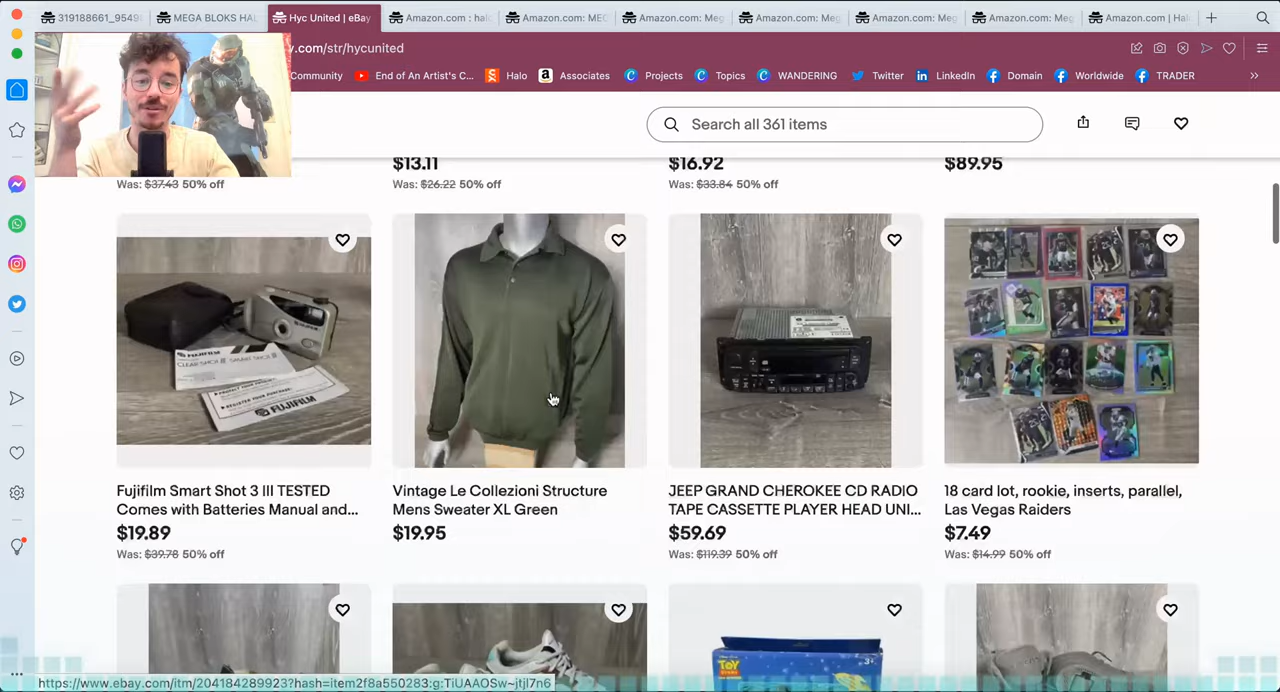 319188661_9549
MEGA BLOKS HAL
Hyc United | eBay
Amazon.com : halo
Amazon.com: MEG
Amazon.com: Meg
Amazon.com: Meg
Amazon.com: Meg
Amazon.com: Meg
Amazon.com | Hal
y.com/str/hycunited
Community
End of An Artist's C...
Halo
Associates
Projects
Topics
WANDERING
Twitter
LinkedIn
Domain
Worldwide
TRADER
Search all 361 items
$13.11
$16.92
$89.95
Was: $37.43 50% off
Was: $26.22 50% off
Was: $33.84 50% off
FUJIFILM
Fujifilm Smart Shot 3 III TESTED
Comes with Batteries Manual and...
$19.89
Was: $39.78 50% off
Vintage Le Collezioni Structure
Mens Sweater XL Green
$19.95
JEEP GRAND CHEROKEE CD RADIO
TAPE CASSETTE PLAYER HEAD UNI...
$59.69
Was: $119.39 50% off
18 card lot, rookie, inserts, parallel,
Las Vegas Raiders
$7.49
Was: $14.99 50% off
TOY
STORY
https://www.ebay.com/itm/204184289923?hash=item2f8a550283:g:TiUAAOSw~jtjl7n6